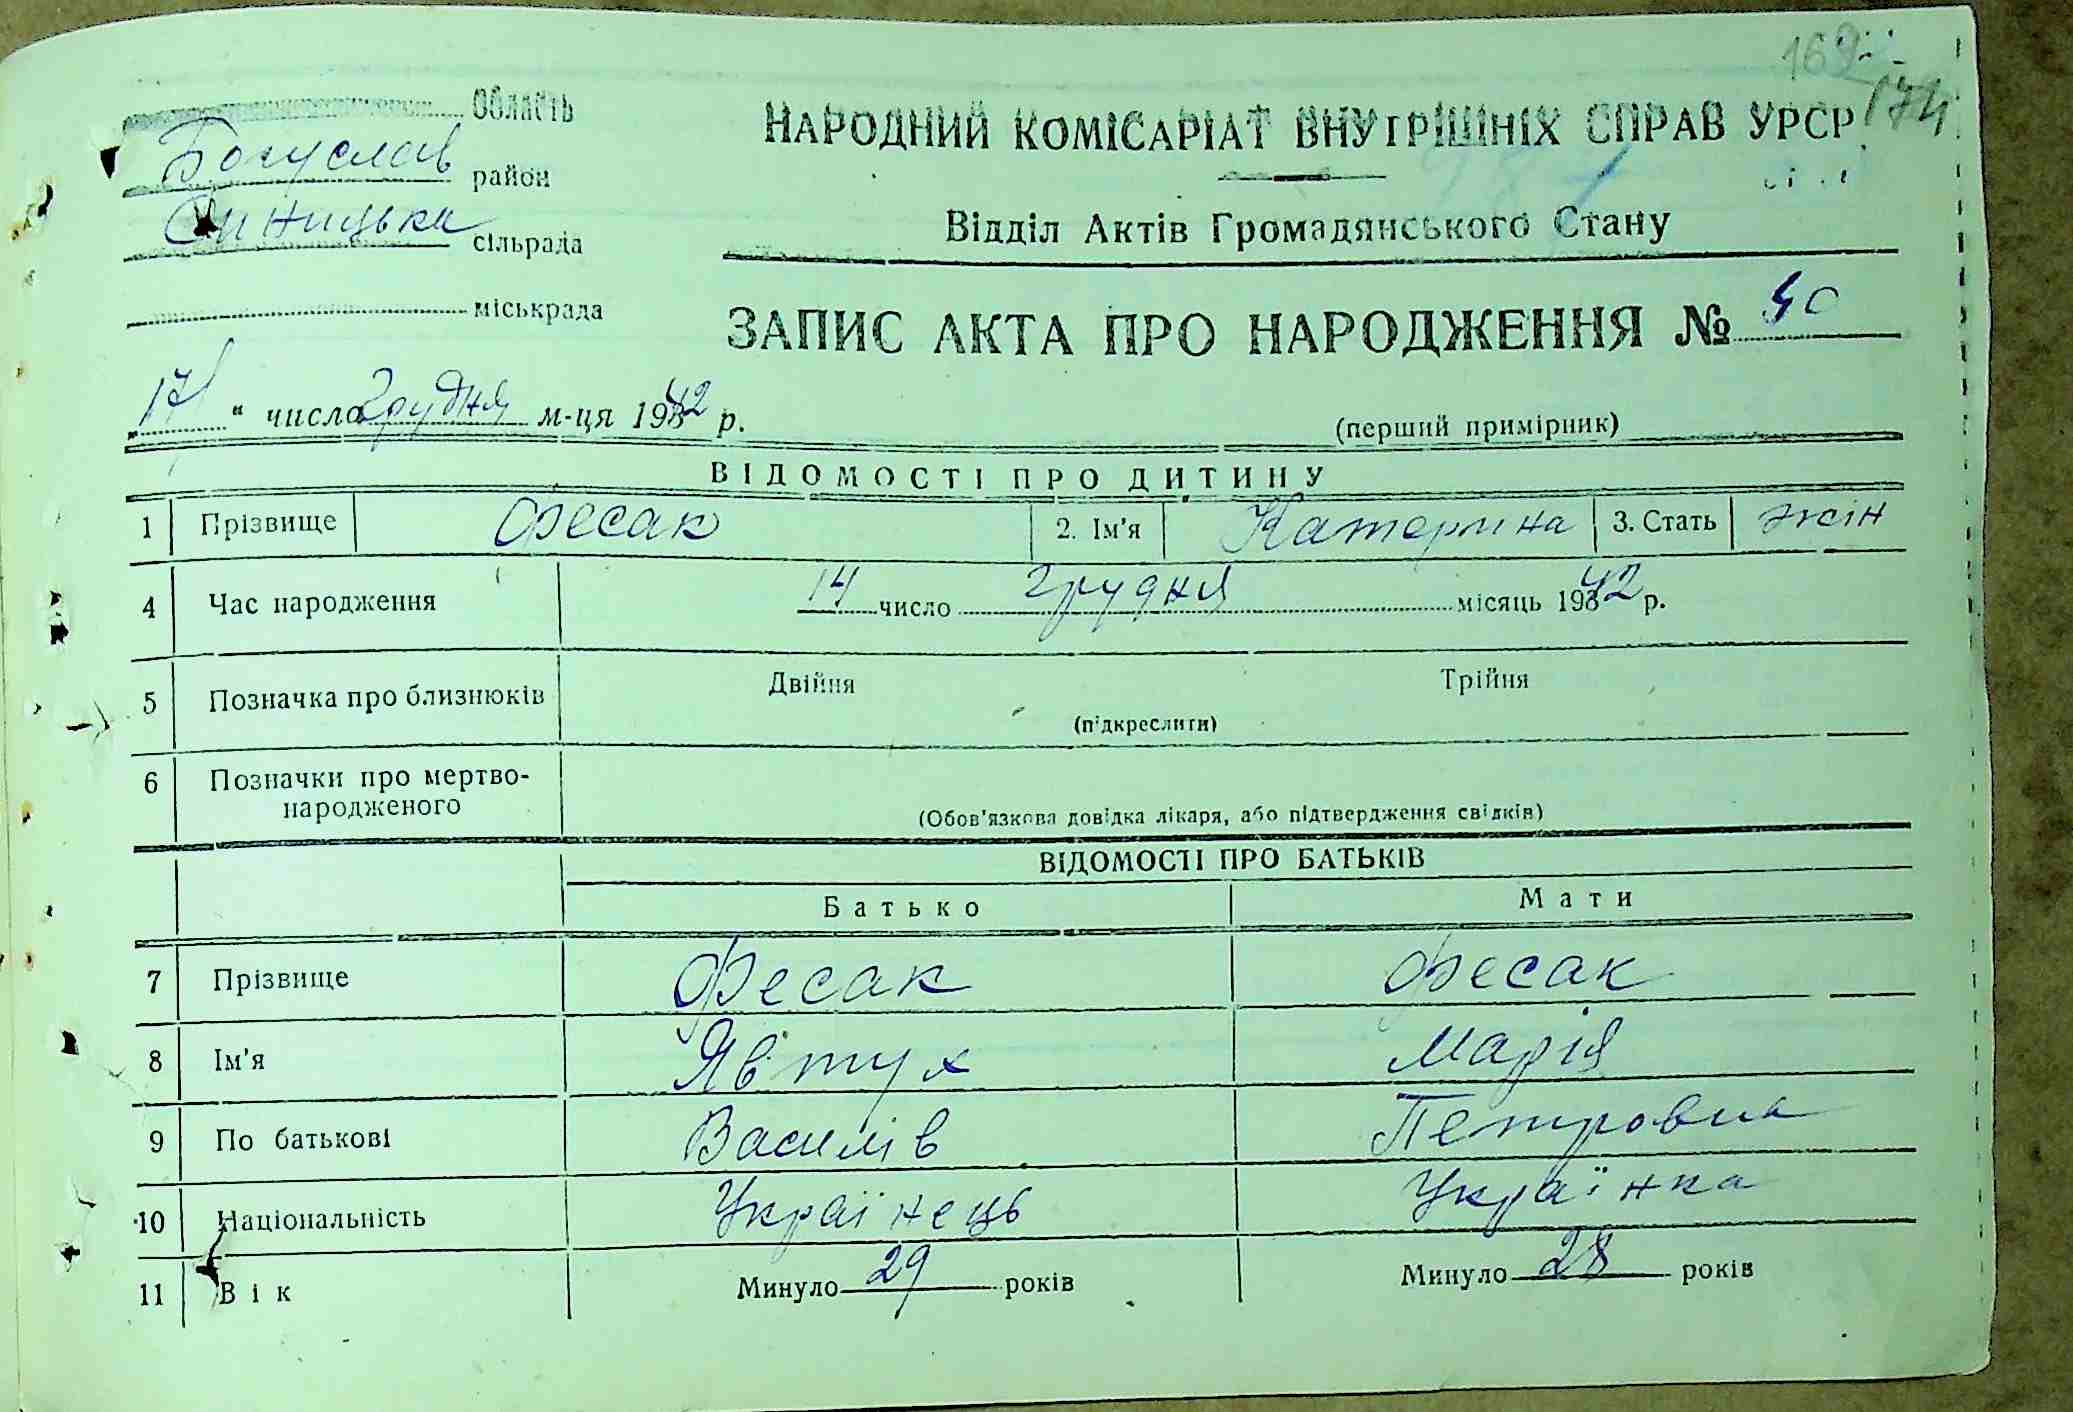 169
174
Область
НАРОДНИЙ КОМІСАРІАТ ВНУТРІШНІХ СПРАВ УРСР
Богуслав район
Синицька сільрада
Відділ Актів Громадянського Стану
міськрада
ЗАПИС АКТА ПРО НАРОДЖЕННЯ № 40
17 " число грудня м-ця 1942 р.
(перший примірник)
ВІДОМОСТІ ПРО ДИТИНУ
1 Прізвище Фесак 2. Ім'я Катерина 3. Стать жін
4 Час народження 14 число грудня місяць 1942 р.
5 Позначка про близнюків Двійня Трійня
(підкреслити)
6 Позначки про мертво-
народженого
(Обов'язкова довідка лікаря, або підтвердження свідків)
ВІДОМОСТІ ПРО БАТЬКІВ
Батько Мати
7 Прізвище Фесак Фесак
8 Ім'я Явтух Марія
9 По батькові Василів Петровна
10 Національність Українець Українка
11 Вік Минуло 29 років Минуло 28 років